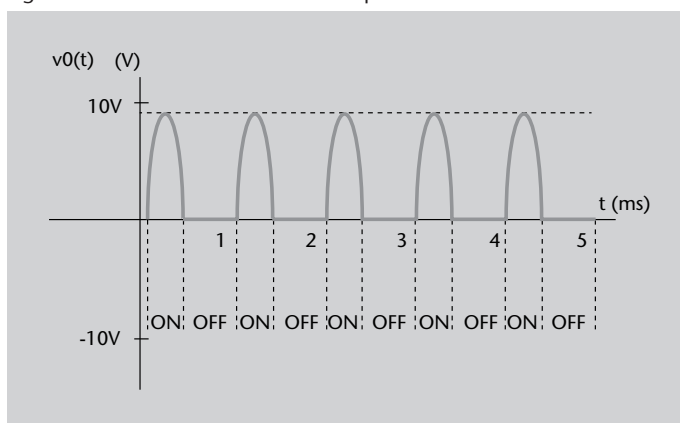 v0(t) (V)
10V
t (ms)
1 2 3 4 5
ON OFF ON OFF ON OFF ON OFF ON OFF
-10V